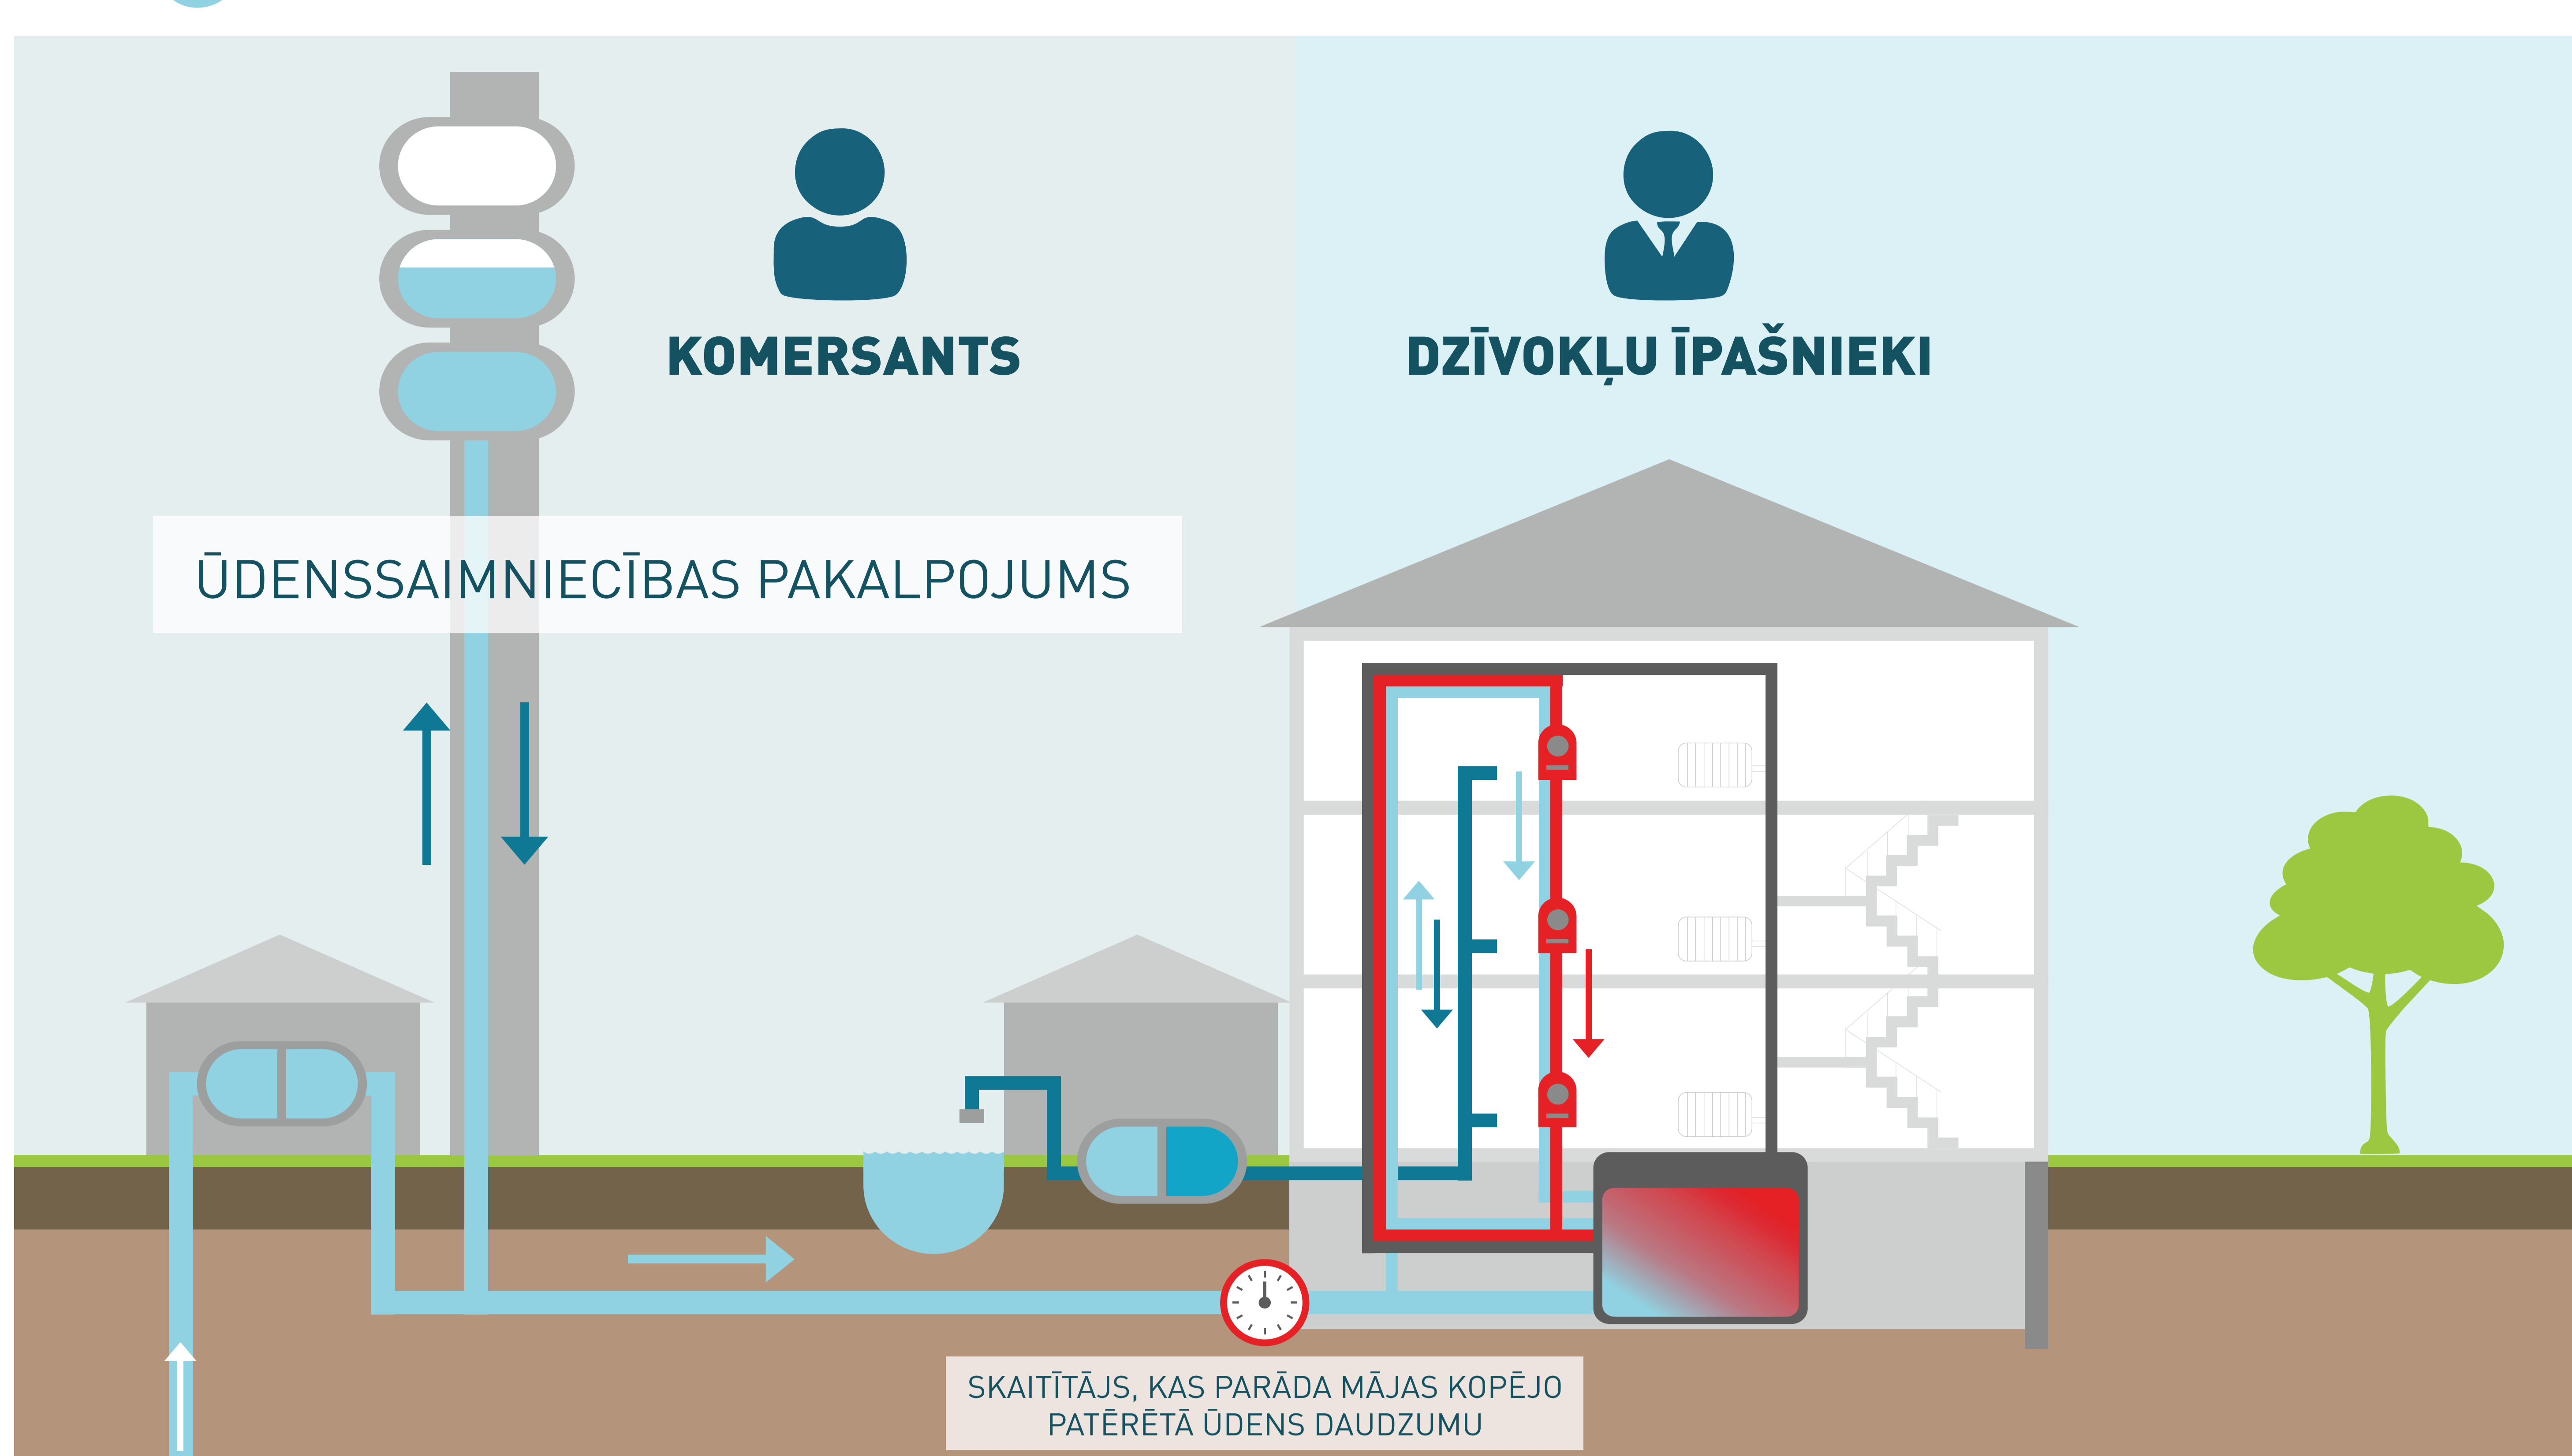 KOMERSANTS
DZĪVOKĻU ĪPAŠNIEKI
ŪDENSSAIMNIECĪBAS PAKALPOJUMS
SKAITĪTĀJS, KAS PARĀDA MĀJAS KOPĒJO
PATĒRĒTĀ ŪDENS DAUDZUMU